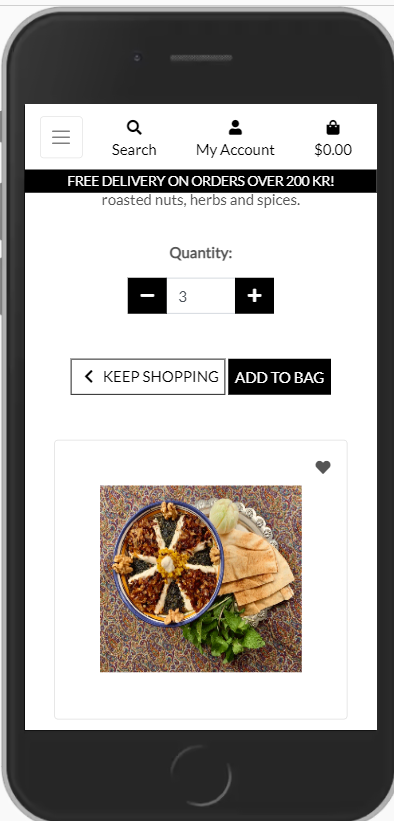 Search
My Account
$0.00
FREE DELIVERY ON ORDERS OVER 200 KR!
roasted nuts, herbs and spices.
Quantity:
3
KEEP SHOPPING
ADD TO BAG